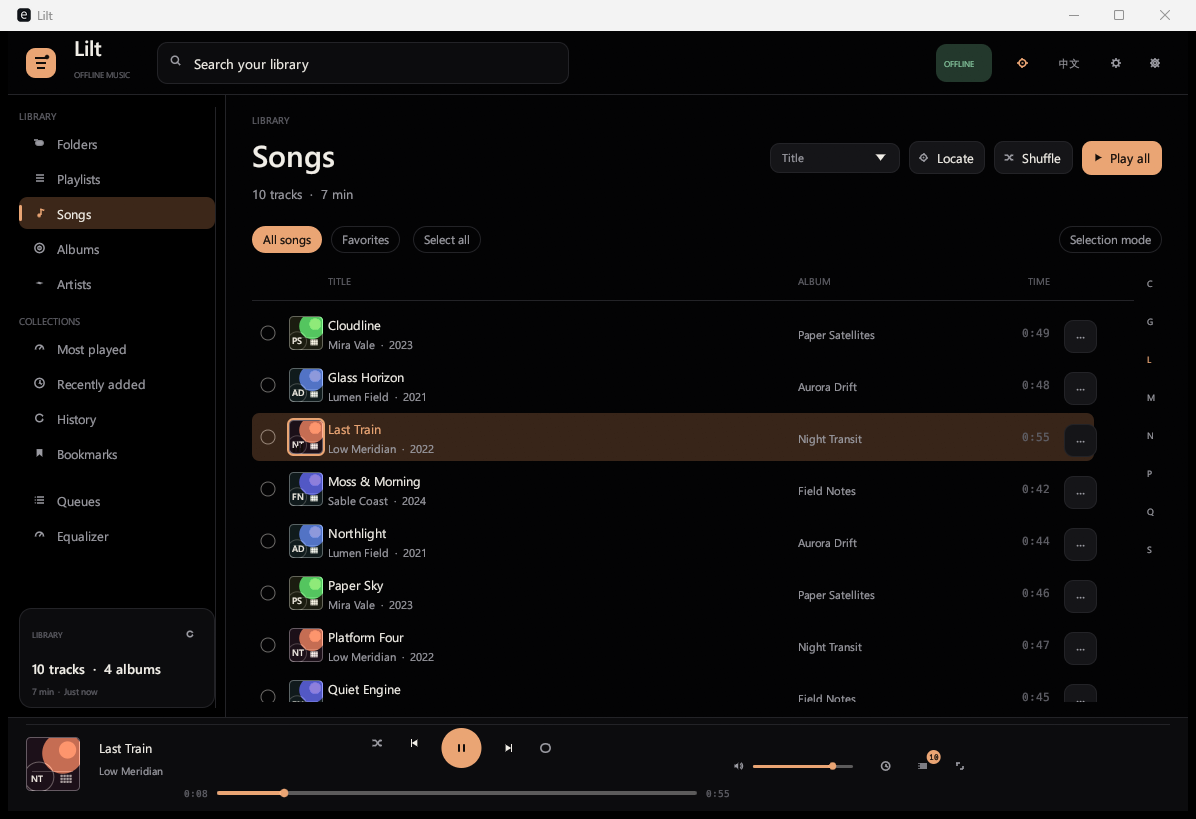 Lilt
Lilt
OFFLINE MUSIC
Search your library
OFFLINE
中文
LIBRARY
Folders
Playlists
Songs
Albums
Artists
COLLECTIONS
Most played
Recently added
History
Bookmarks
Queues
Equalizer
LIBRARY
10 tracks · 4 albums
7 min · Just now
LIBRARY
Songs
10 tracks · 7 min
Title
Locate
Shuffle
Play all
All songs
Favorites
Select all
Selection mode
TITLE ALBUM TIME
Cloudline
Mira Vale · 2023
Paper Satellites
0:49
PS
Glass Horizon
Lumen Field · 2021
Aurora Drift
0:48
AD
Last Train
Low Meridian · 2022
Night Transit
0:55
NT
Moss & Morning
Sable Coast · 2024
Field Notes
0:42
FN
Northlight
Lumen Field · 2021
Aurora Drift
0:44
AD
Paper Sky
Mira Vale · 2023
Paper Satellites
0:46
PS
Platform Four
Low Meridian · 2022
Night Transit
0:47
NT
Quiet Engine
Field Notes
0:45
C
G
L
M
N
P
Q
S
NT
Last Train
Low Meridian
0:08
0:55
10